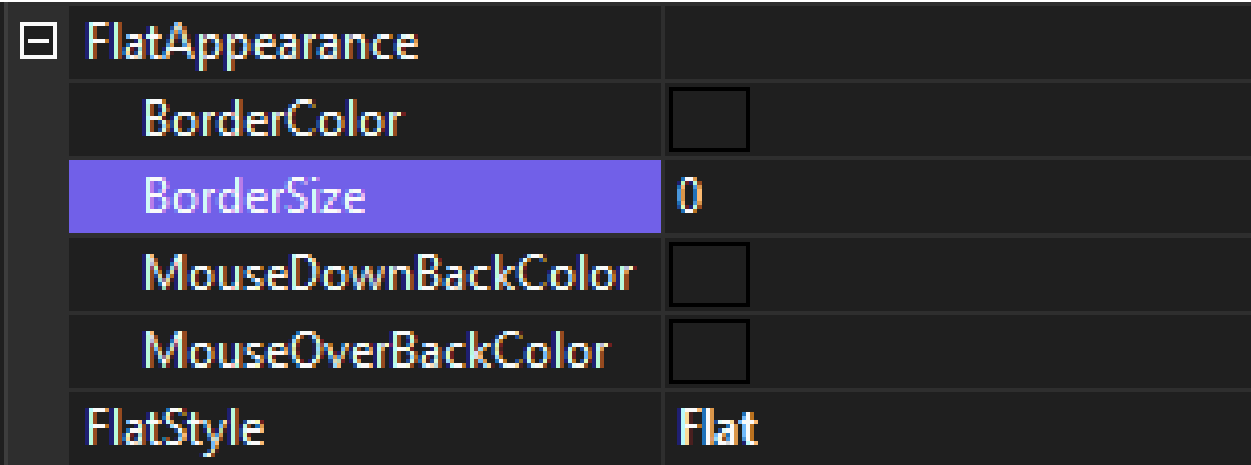 FlatAppearance
BorderColor
BorderSize 0
MouseDownBackColor
MouseOverBackColor
FlatStyle Flat